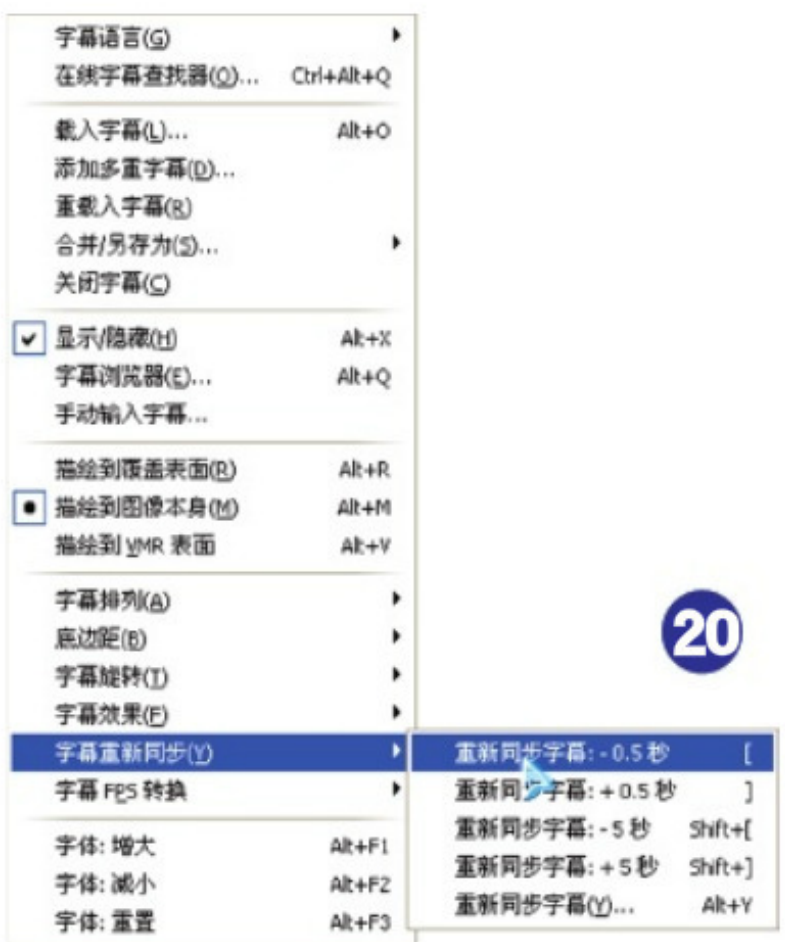 字幕语言(G)
在线字幕查找器(Q)... Ctrl+Alt+Q
载入字幕(L)... Alt+O
添加多重字幕(D)...
重载入字幕(R)
合并/另存为(S)...
关闭字幕(C)
显示/隐藏(H) Alt+X
字幕浏览器(E)... Alt+Q
手动输入字幕...
描绘到覆盖表面(R) Alt+R
描绘到图像本身(M) Alt+M
描绘到 VMR 表面 Alt+V
字幕排列(A)
底边距(B)
字幕旋转(T)
字幕效果(F)
字幕重新同步(Y)
字幕 FPS 转换
字体: 增大 Alt+F1
字体: 减小 Alt+F2
字体: 重置 Alt+F3
20
重新同步字幕: - 0.5 秒 [
重新同步字幕: + 0.5 秒 ]
重新同步字幕: - 5 秒 Shift+[
重新同步字幕: + 5 秒 Shift+]
重新同步字幕(Y)... Alt+Y